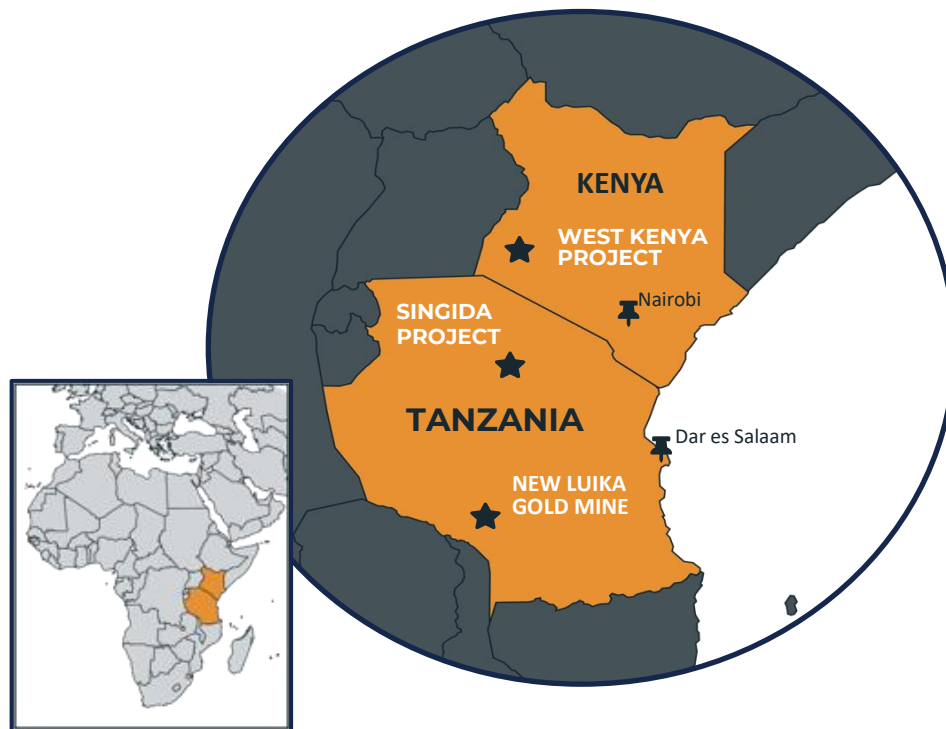 KENYA
WEST KENYA
PROJECT
Nairobi
SINGIDA
PROJECT
TANZANIA
Dar es Salaam
NEW LUIKA
GOLD MINE